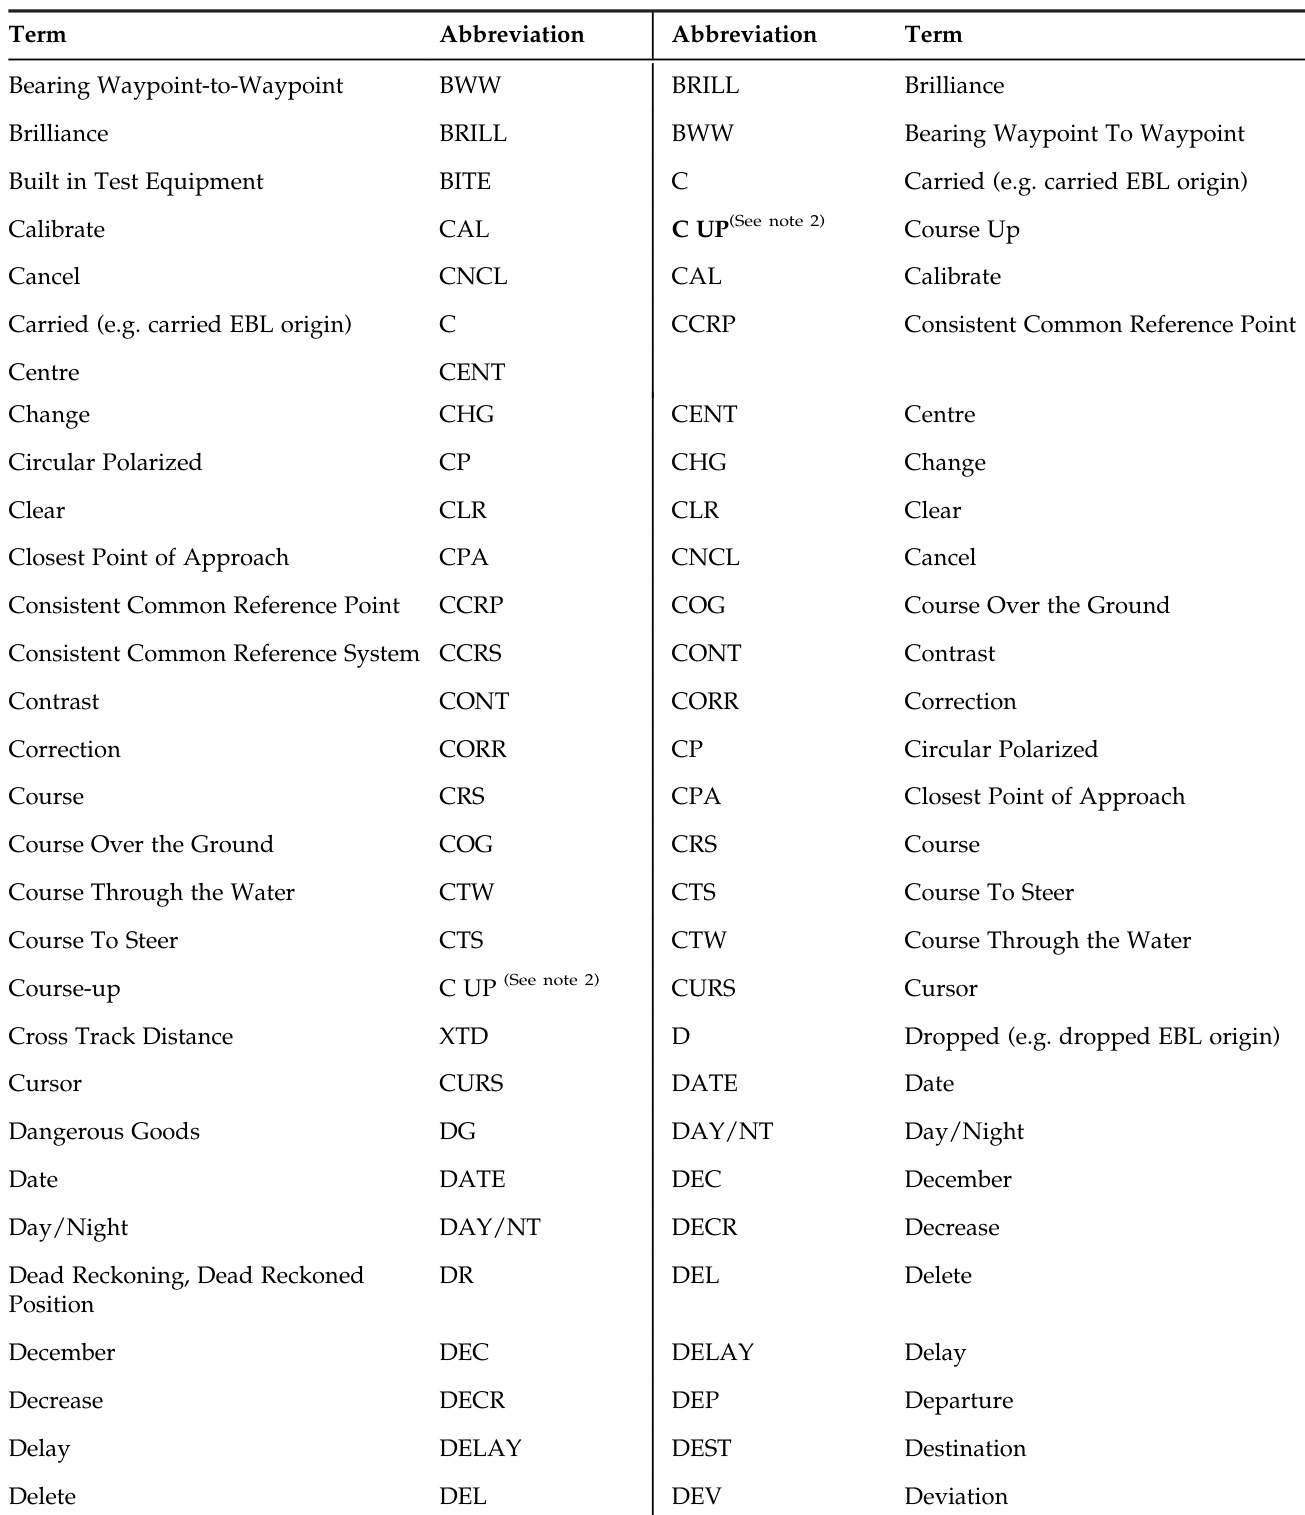 Term Abbreviation Abbreviation Term
Bearing Waypoint-to-Waypoint BWW BRILL Brilliance
Brilliance BRILL BWW Bearing Waypoint To Waypoint
Built in Test Equipment BITE C Carried (e.g. carried EBL origin)
Calibrate CAL C UP(See note 2) Course Up
Cancel CNCL CAL Calibrate
Carried (e.g. carried EBL origin) C CCRP Consistent Common Reference Point
Centre CENT
Change CHG CENT Centre
Circular Polarized CP CHG Change
Clear CLR CLR Clear
Closest Point of Approach CPA CNCL Cancel
Consistent Common Reference Point CCRP COG Course Over the Ground
Consistent Common Reference System CCRS CONT Contrast
Contrast CONT CORR Correction
Correction CORR CP Circular Polarized
Course CRS CPA Closest Point of Approach
Course Over the Ground COG CRS Course
Course Through the Water CTW CTS Course To Steer
Course To Steer CTS CTW Course Through the Water
Course-up C UP (See note 2) CURS Cursor
Cross Track Distance XTD D Dropped (e.g. dropped EBL origin)
Cursor CURS DATE Date
Dangerous Goods DG DAY/NT Day/Night
Date DATE DEC December
Day/Night DAY/NT DECR Decrease
Dead Reckoning, Dead Reckoned DR DEL Delete
Position
December DEC DELAY Delay
Decrease DECR DEP Departure
Delay DELAY DEST Destination
Delete DEL DEV Deviation